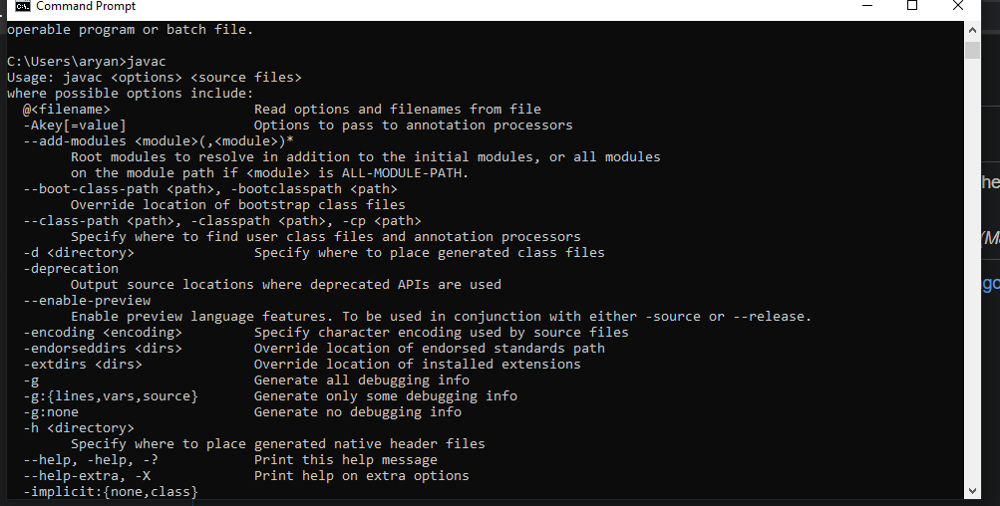 Command Prompt
operable program or batch file.
C:\Users\aryan>javac
Usage: javac <options> <source files>
where possible options include:
@<filename> Read options and filenames from file
-Akey[=value] Options to pass to annotation processors
--add-modules <module>(,<module>)*
Root modules to resolve in addition to the initial modules, or all modules
on the module path if <module> is ALL-MODULE-PATH.
--boot-class-path <path>, -bootclasspath <path>
Override location of bootstrap class files
--class-path <path>, -classpath <path>, -cp <path>
Specify where to find user class files and annotation processors
-d <directory> Specify where to place generated class files
-deprecation
Output source locations where deprecated APIs are used
--enable-preview
Enable preview language features. To be used in conjunction with either -source or --release.
-encoding <encoding> Specify character encoding used by source files
-endorseddirs <dirs> Override location of endorsed standards path
-extdirs <dirs> Override location of installed extensions
-g Generate all debugging info
-g:{lines,vars,source} Generate only some debugging info
-g:none Generate no debugging info
-h <directory>
Specify where to place generated native header files
--help, -help, -? Print this help message
--help-extra, -X Print help on extra options
-implicit:{none,class}